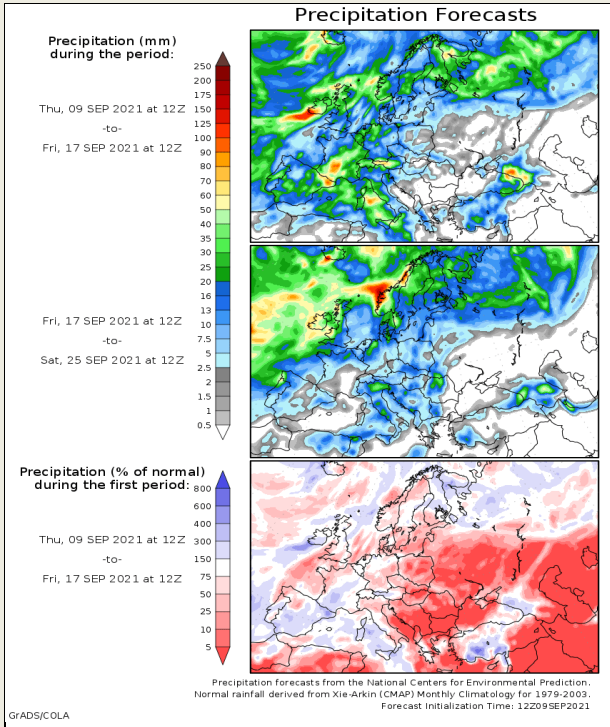 Precipitation Forecasts
Precipitation (mm)
during the period:
Thu, 09 SEP 2021 at 12Z
-to-
Fri, 17 SEP 2021 at 12Z
250
200
175
150
125
100
90
80
70
60
50
40
35
30
25
20
16
13
10
7.5
5
2.5
2
1.5
1
0.5
Fri, 17 SEP 2021 at 12Z
-to-
Sat, 25 SEP 2021 at 12Z
Precipitation (% of normal)
during the first period:
Thu, 09 SEP 2021 at 12Z
-to-
Fri, 17 SEP 2021 at 12Z
800
600
400
300
150
75
50
25
10
5
Precipitation forecasts from the National Centers for Environmental Prediction.
Normal rainfall derived from Xie-Arkin (CMAP) Monthly Climatology for 1979-2003.
Forecast Initialization Time: 12Z09SEP2021
GrADS/COLA